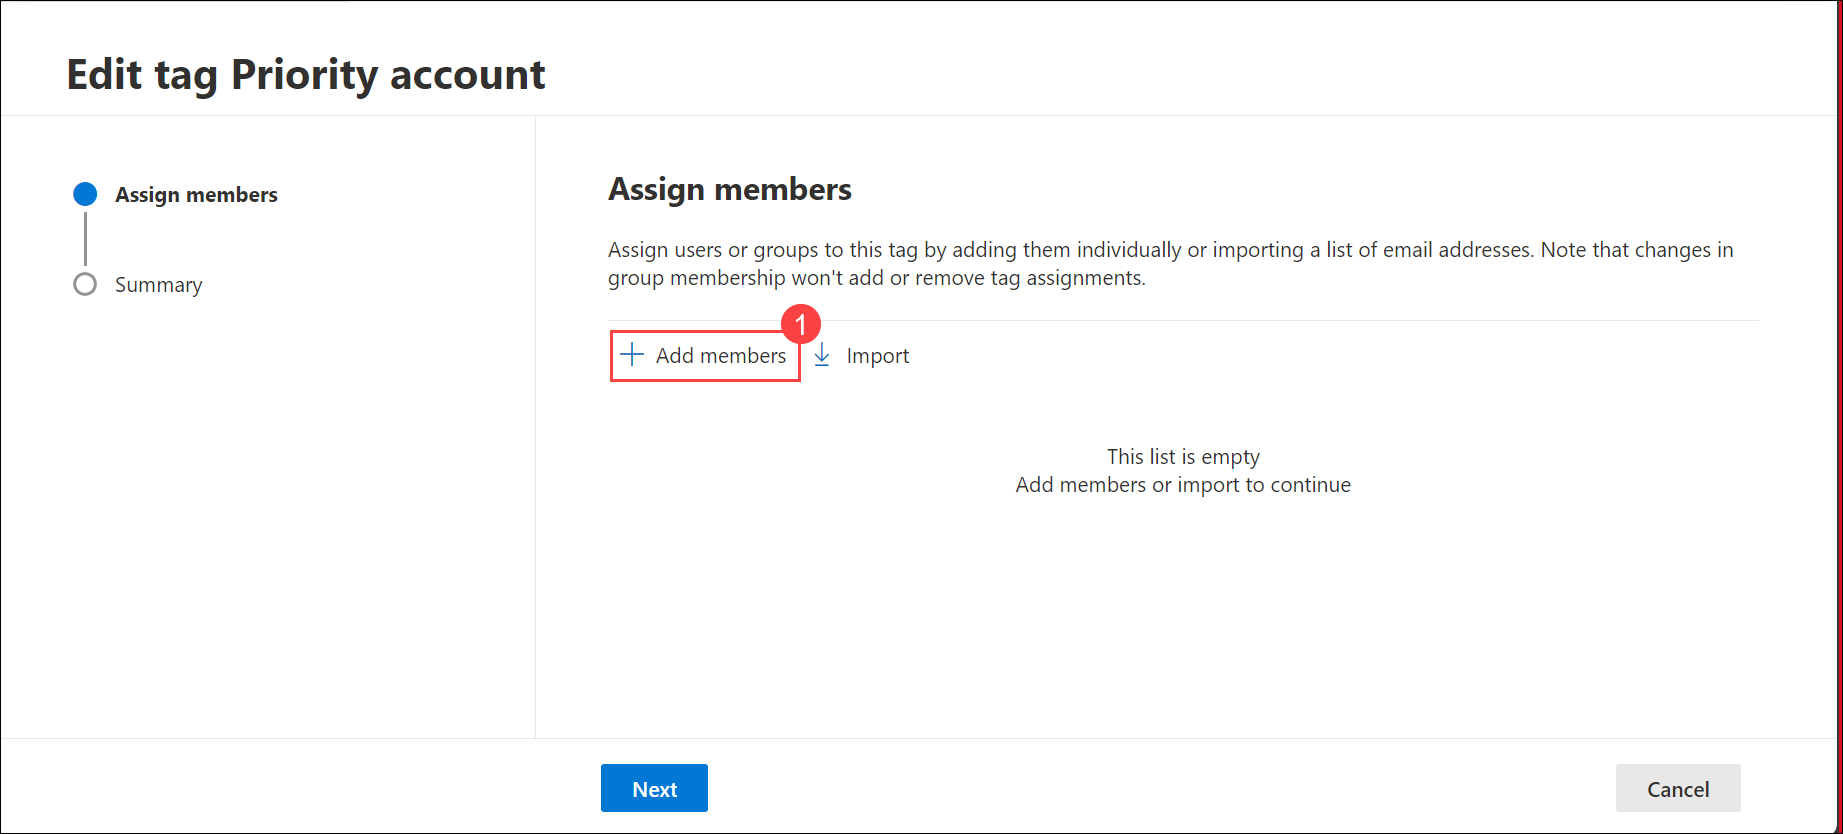 Edit tag Priority account
Assign members
Summary
Assign members
Assign users or groups to this tag by adding them individually or importing a list of email addresses. Note that changes in
group membership won't add or remove tag assignments.
1
Add members
Import
This list is empty
Add members or import to continue
Next
Cancel